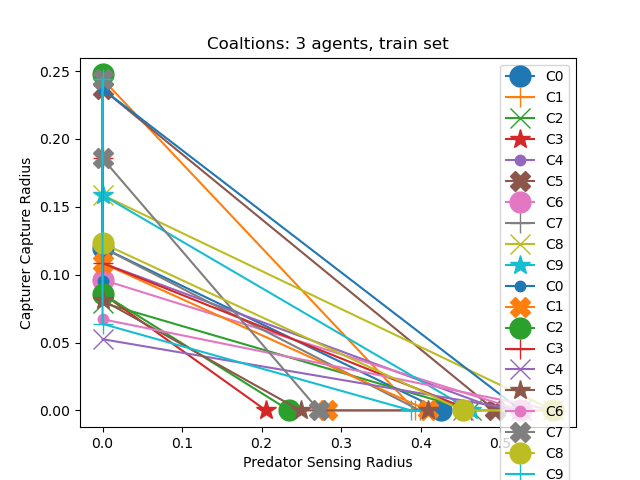 Coaltions: 3 agents, train set
Capturer Capture Radius
0.25
0.20
0.15
0.10
0.05
0.00
0.0 0.1 0.2 0.3 0.4 0.5
Predator Sensing Radius
C0
C1
C2
C3
C4
C5
C6
C7
C8
C9
C0
C1
C2
C3
C4
C5
C6
C7
C8
C9